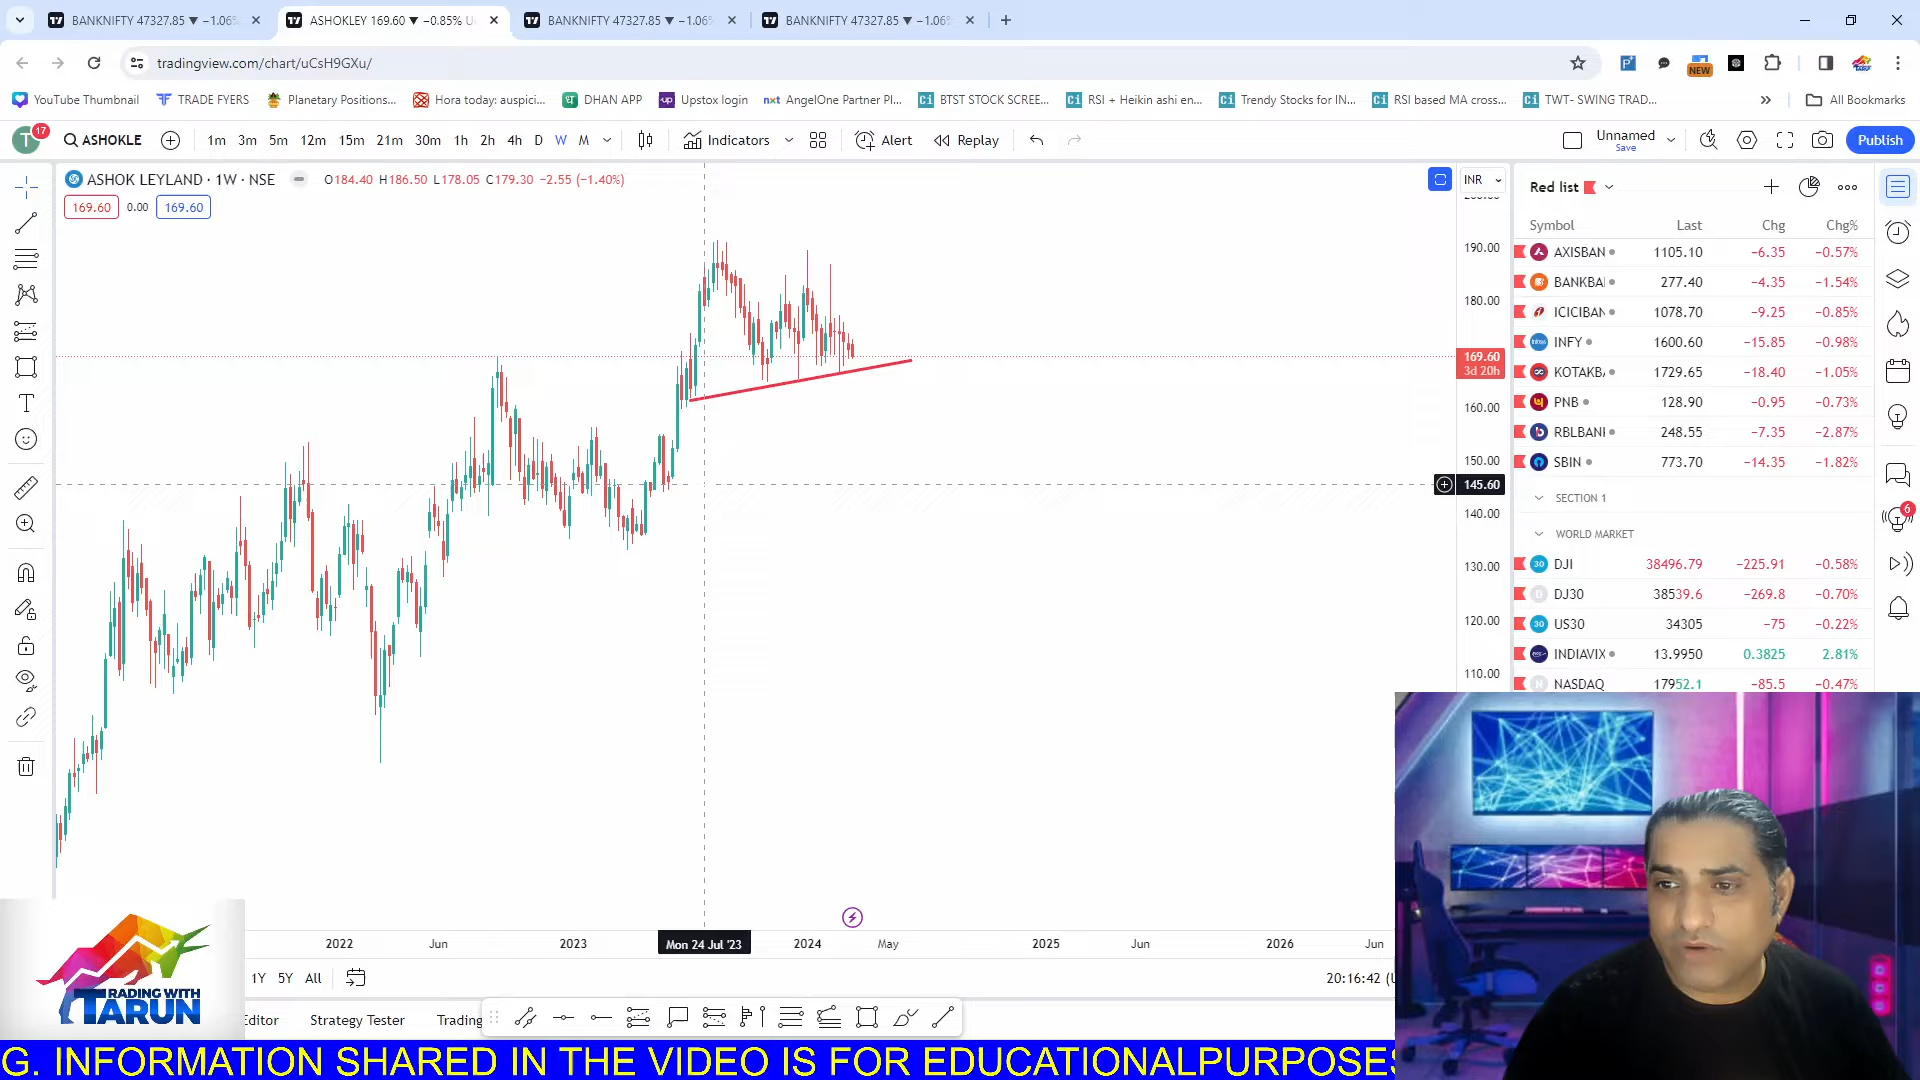 BANKNIFTY 47327.85 ▼ −1.06%
ASHOKLEY 169.60 ▼ −0.85%
BANKNIFTY 47327.85 ▼ −1.06%
BANKNIFTY 47327.85 ▼ −1.06%
tradingview.com/chart/uCsH9GXu/
NEW
YouTube Thumbnail
TRADE FYERS
Planetary Positions...
Hora today: auspici...
DHAN APP
Upstox login
AngelOne Partner Pl...
BTST STOCK SCREE...
RSI + Heikin ashi en...
Trendy Stocks for IN...
RSI based MA cross...
TWT- SWING TRAD...
All Bookmarks
T 17 ASHOKLE 1m 3m 5m 12m 15m 21m 30m 1h 2h 4h D W M Indicators Alert Replay Unnamed Save Publish
ASHOK LEYLAND · 1W · NSE O184.40 H186.50 L178.05 C179.30 −2.55 (−1.40%)
169.60 0.00 169.60
INR
190.00
180.00
169.60
3d 20h
160.00
150.00
145.60
140.00
130.00
120.00
110.00
Red list
Symbol Last Chg Chg%
AXISBAN 1105.10 −6.35 −0.57%
BANKBA 277.40 −4.35 −1.54%
ICICIBAN 1078.70 −9.25 −0.85%
INFY 1600.60 −15.85 −0.98%
KOTAKB 1729.65 −18.40 −1.05%
PNB 128.90 −0.95 −0.73%
RBLBAN 248.55 −7.35 −2.87%
SBIN 773.70 −14.35 −1.82%
SECTION 1
WORLD MARKET
DJI 38496.79 −225.91 −0.58%
DJ30 38539.6 −269.8 −0.70%
US30 34305 −75 −0.22%
INDIAVIX 13.9950 0.3825 2.81%
NASDAQ 17952.1 −85.5 −0.47%
6
2022 Jun 2023 Mon 24 Jul '23 2024 May 2025 Jun 2026 Jun
1Y 5Y All
20:16:42 (U
Editor Strategy Tester Trading
TRADING WITH
TARUN
G. INFORMATION SHARED IN THE VIDEO IS FOR EDUCATIONALPURPOSES